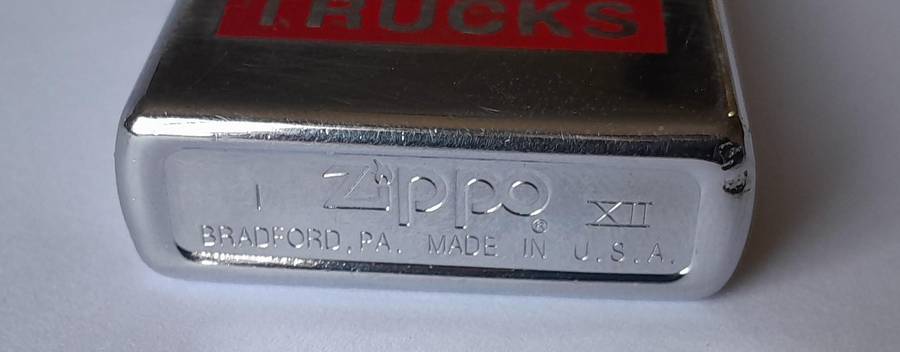 TRUCKS
I Zippo ® XII
BRADFORD, PA. MADE IN U.S.A.